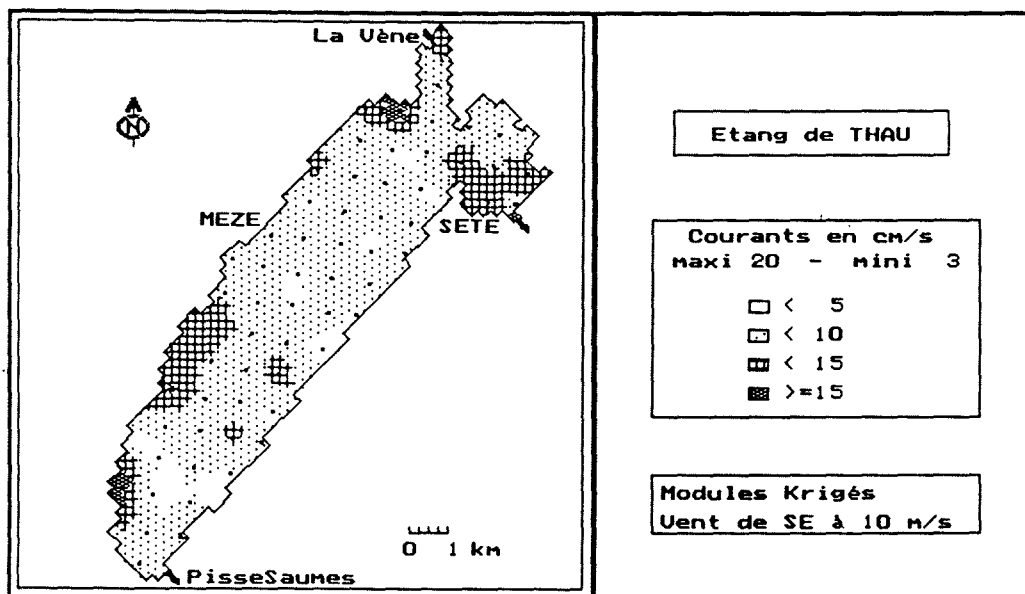 La Vène
N
MEZE
SETE
0 1 km
PisseSaumes
Etang de THAU
Courants en cm/s
maxi 20 - mini 3
< 5
< 10
< 15
>=15
Modules Krigés
Vent de SE à 10 m/s